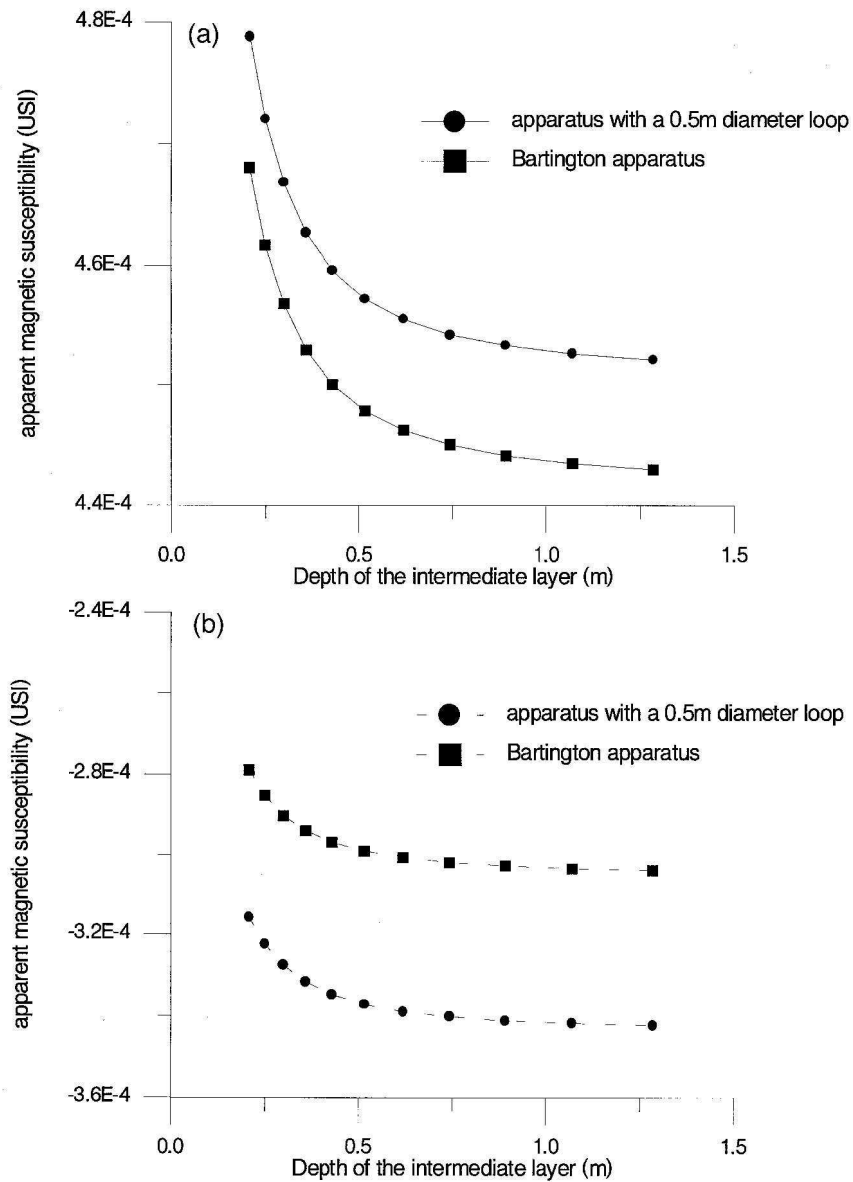 4.8E-4
(a)
apparatus with a 0.5m diameter loop
Bartington apparatus
apparent magnetic susceptibility (USI)
4.6E-4
4.4E-4
0.0 0.5 1.0 1.5
Depth of the intermediate layer (m)
-2.4E-4
(b)
apparatus with a 0.5m diameter loop
Bartington apparatus
apparent magnetic susceptibility (USI)
-2.8E-4
-3.2E-4
-3.6E-4
0.0 0.5 1.0 1.5
Depth of the intermediate layer (m)